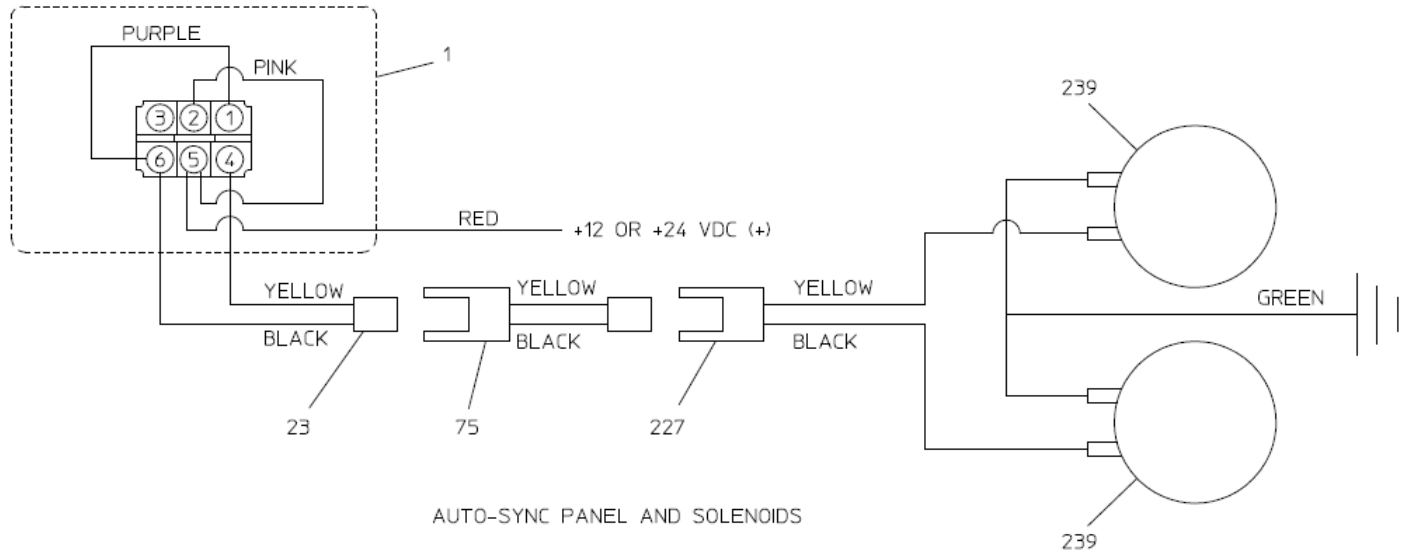 PURPLE
PINK
1
3 2 1
6 5 4
RED
+12 OR +24 VDC (+)
YELLOW
BLACK
23
YELLOW
BLACK
75
YELLOW
BLACK
227
239
GREEN
239
AUTO-SYNC PANEL AND SOLENOIDS